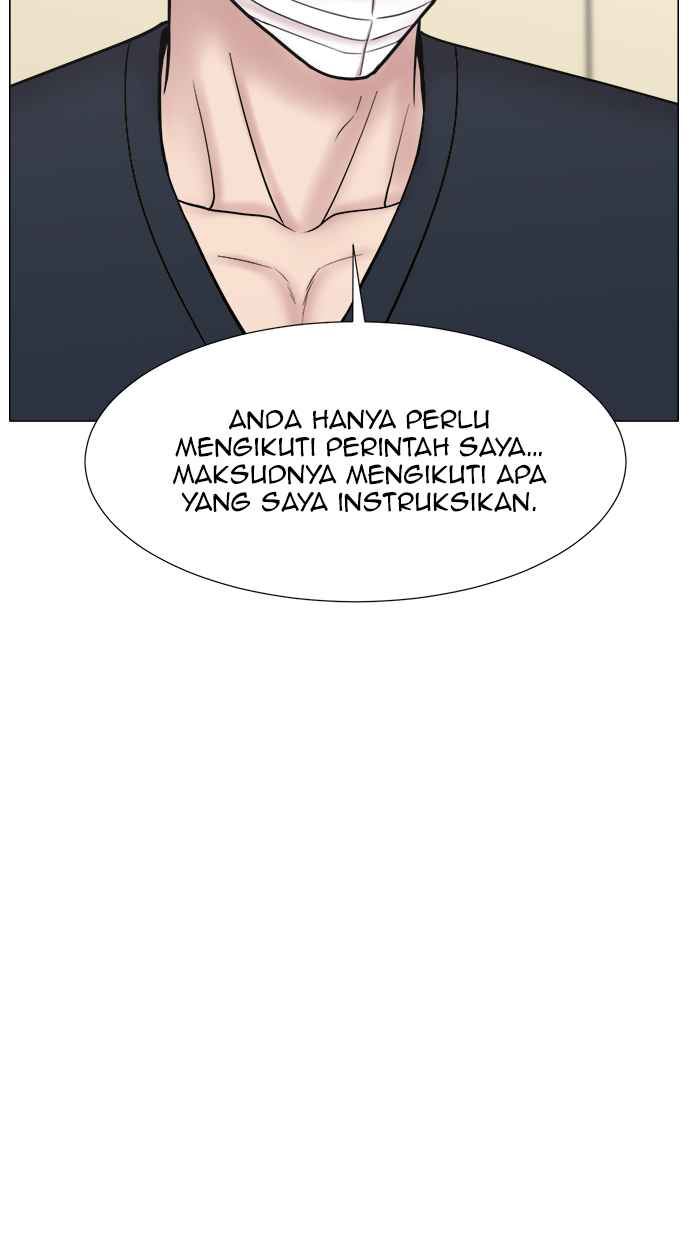 ANDA HANYA PERLU
MENGIKUTI PERINTAH SAYA...
MAKSUDNYA MENGIKUTI APA
YANG SAYA INSTRUKSIKAN.